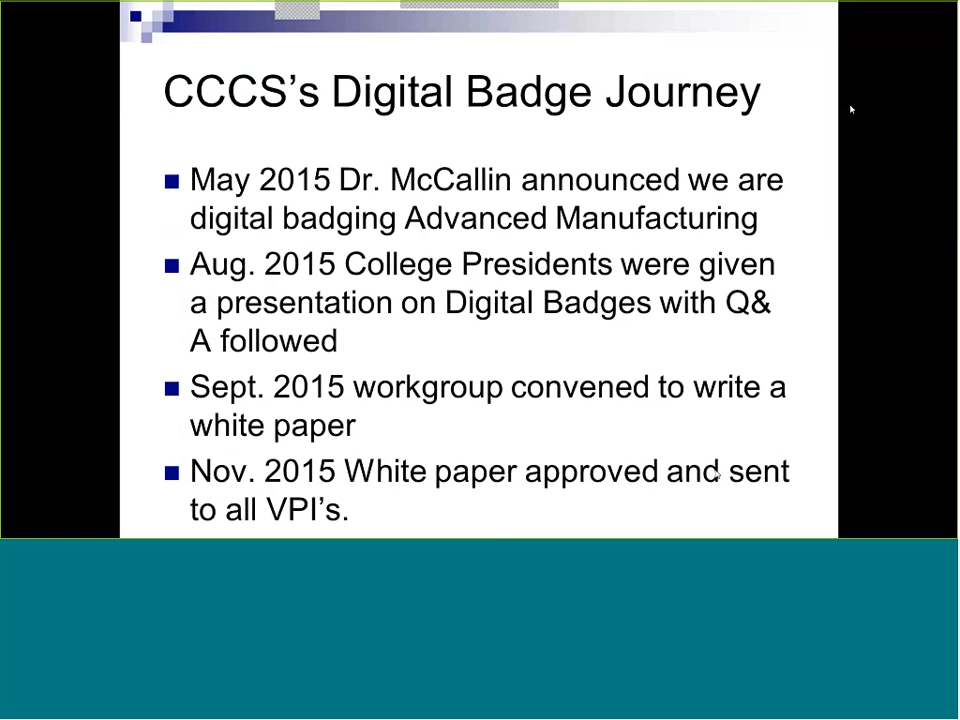 CCCS’s Digital Badge Journey
May 2015 Dr. McCallin announced we are
digital badging Advanced Manufacturing
Aug. 2015 College Presidents were given
a presentation on Digital Badges with Q&
A followed
Sept. 2015 workgroup convened to write a
white paper
Nov. 2015 White paper approved and sent
to all VPI’s.